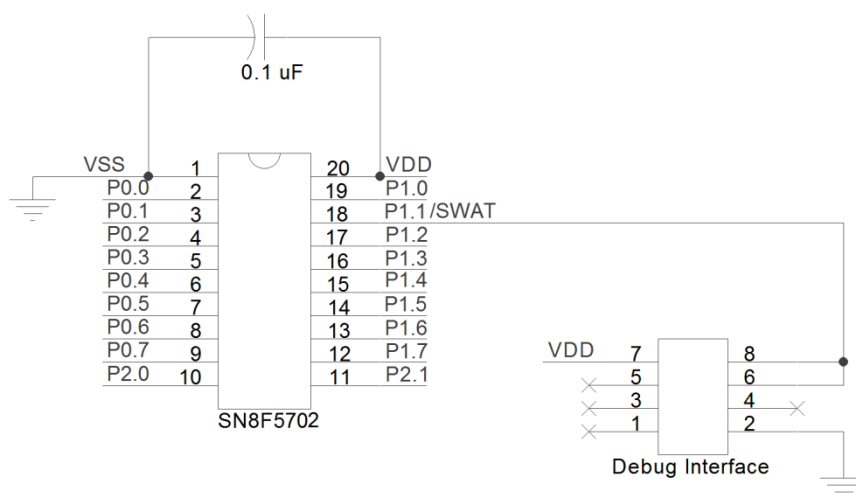 0.1 uF
VSS 1 20 VDD
P0.0 2 19 P1.0
P0.1 3 18 P1.1/SWAT
P0.2 4 17 P1.2
P0.3 5 16 P1.3
P0.4 6 15 P1.4
P0.5 7 14 P1.5
P0.6 8 13 P1.6
P0.7 9 12 P1.7
P2.0 10 11 P2.1
SN8F5702
VDD 7 8
5 6
3 4
1 2
Debug Interface